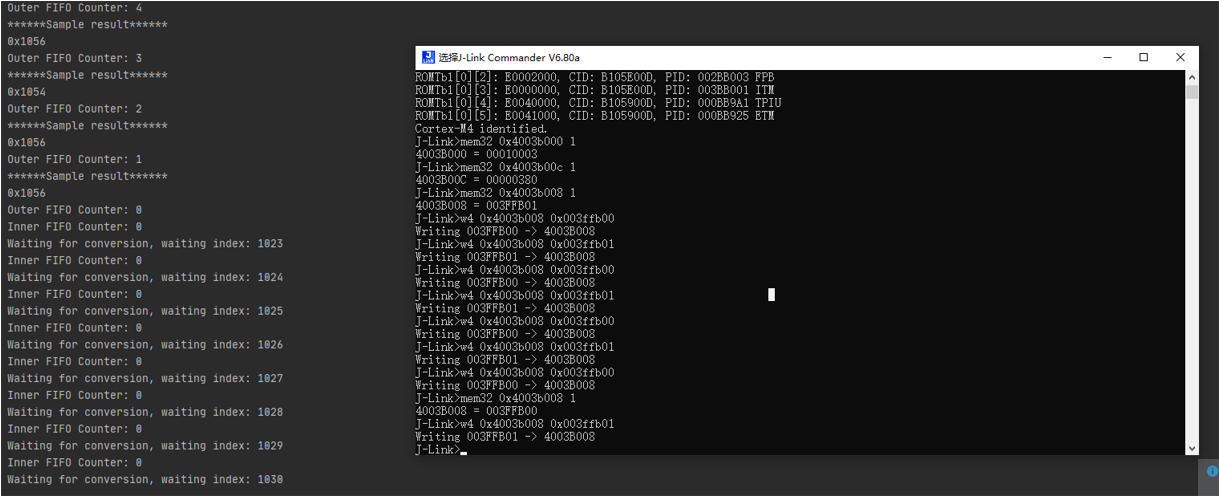 Outer FIFO Counter: 4
******Sample result******
0x1056
Outer FIFO Counter: 3
******Sample result******
0x1054
Outer FIFO Counter: 2
******Sample result******
0x1056
Outer FIFO Counter: 1
******Sample result******
0x1056
Outer FIFO Counter: 0
Inner FIFO Counter: 0
Waiting for conversion, waiting index: 1023
Inner FIFO Counter: 0
Waiting for conversion, waiting index: 1024
Inner FIFO Counter: 0
Waiting for conversion, waiting index: 1025
Inner FIFO Counter: 0
Waiting for conversion, waiting index: 1026
Inner FIFO Counter: 0
Waiting for conversion, waiting index: 1027
Inner FIFO Counter: 0
Waiting for conversion, waiting index: 1028
Inner FIFO Counter: 0
Waiting for conversion, waiting index: 1029
Inner FIFO Counter: 0
Waiting for conversion, waiting index: 1030
选择J-Link Commander V6.80a
ROMTbl[0][2]: E0002000, CID: B105E00D, PID: 002BB003 FPB
ROMTbl[0][3]: E0000000, CID: B105E00D, PID: 003BB001 ITM
ROMTbl[0][4]: E0040000, CID: B105900D, PID: 000BB9A1 TPIU
ROMTbl[0][5]: E0041000, CID: B105900D, PID: 000BB925 ETM
Cortex-M4 identified.
J-Link>mem32 0x4003b000 1
4003B000 = 00010003
J-Link>mem32 0x4003b00c 1
4003B00C = 00000380
J-Link>mem32 0x4003b008 1
4003B008 = 003FFB01
J-Link>w4 0x4003b008 0x003ffb00
Writing 003FFB00 -> 4003B008
J-Link>w4 0x4003b008 0x003ffb01
Writing 003FFB01 -> 4003B008
J-Link>w4 0x4003b008 0x003ffb00
Writing 003FFB00 -> 4003B008
J-Link>w4 0x4003b008 0x003ffb01
Writing 003FFB01 -> 4003B008
J-Link>w4 0x4003b008 0x003ffb00
Writing 003FFB00 -> 4003B008
J-Link>w4 0x4003b008 0x003ffb01
Writing 003FFB01 -> 4003B008
J-Link>w4 0x4003b008 0x003ffb00
Writing 003FFB00 -> 4003B008
J-Link>mem32 0x4003b008 1
4003B008 = 003FFB00
J-Link>w4 0x4003b008 0x003ffb01
Writing 003FFB01 -> 4003B008
J-Link>